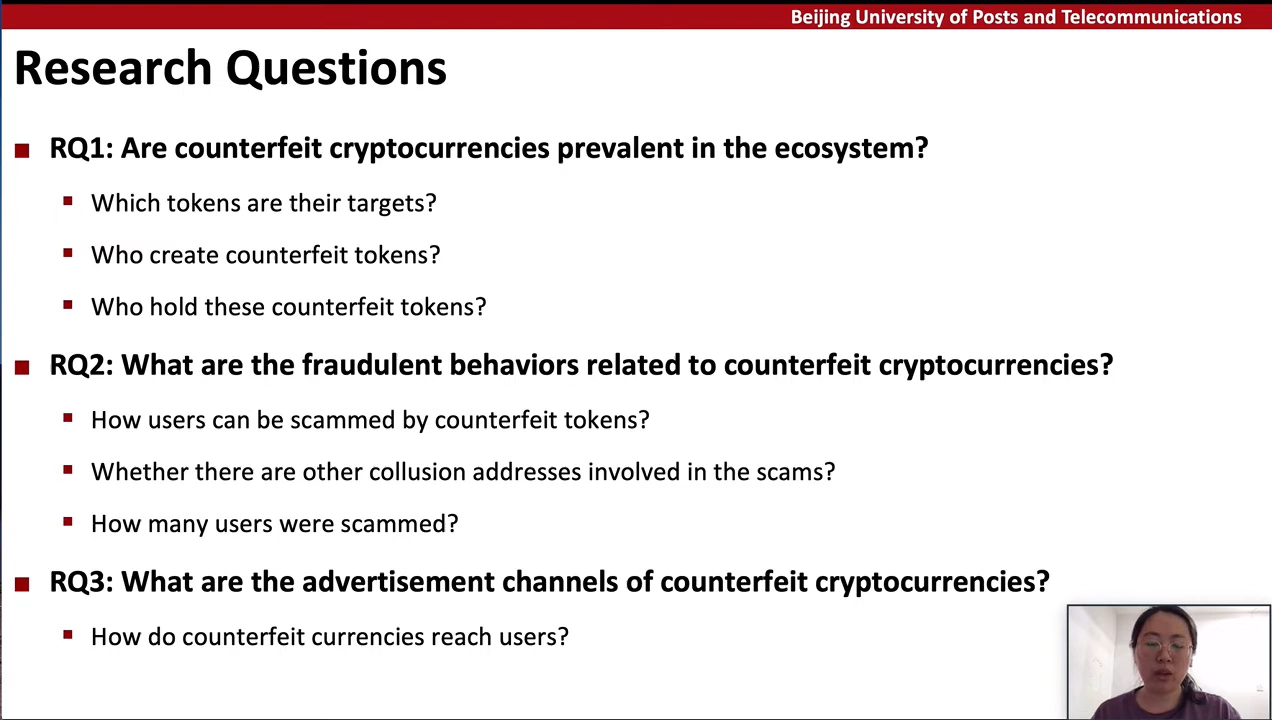 Beijing University of Posts and Telecommunications
Research Questions
RQ1: Are counterfeit cryptocurrencies prevalent in the ecosystem?
Which tokens are their targets?
Who create counterfeit tokens?
Who hold these counterfeit tokens?
RQ2: What are the fraudulent behaviors related to counterfeit cryptocurrencies?
How users can be scammed by counterfeit tokens?
Whether there are other collusion addresses involved in the scams?
How many users were scammed?
RQ3: What are the advertisement channels of counterfeit cryptocurrencies?
How do counterfeit currencies reach users?